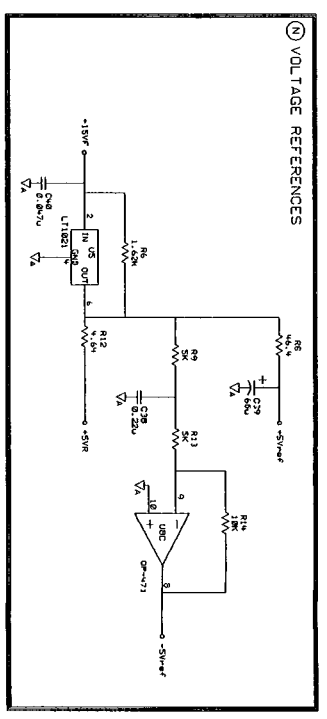 Ⓝ VOLTAGE REFERENCES
R8
46.4
+5Vref
+
C39
66u
A
R6
1.62K
R9
5K
R13
5K
R14
10K
C38
0.22u
A
+15VF
2
IN
U5
OUT
GND
4
6
LT1021
A
C40
0.047u
A
R12
4.64
+5VR
9
-
U8C
10
+
8
A
OP-471
-5Vref